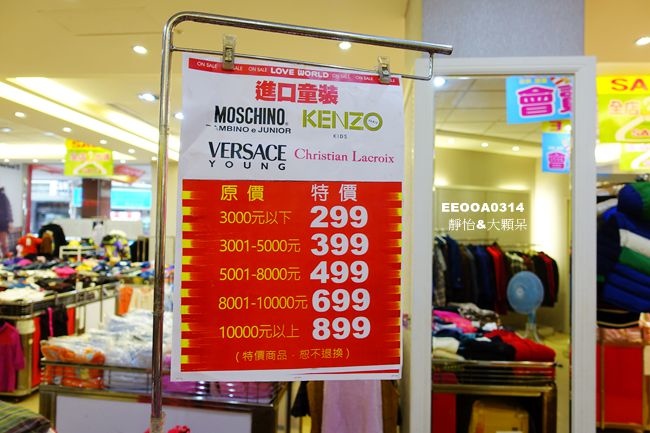 ON SALE LOVE WORLD ON SALE ON SALE
進口童裝
MOSCHINO. KENZO
BAMBINO e JUNIOR KIDS
VERSACE Christian Lacroix
YOUNG
原價 特價
3000元以下 299
3001-5000元 399
5001-8000元 499
8001-10000元 699
10000元以上 899
(特價商品，恕不退換)
EEOOA0314
靜怡&大顆呆
會
會
SA
全店